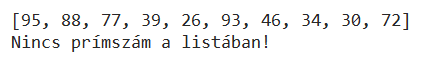 [95, 88, 77, 39, 26, 93, 46, 34, 30, 72]
Nincs prímszám a listában!